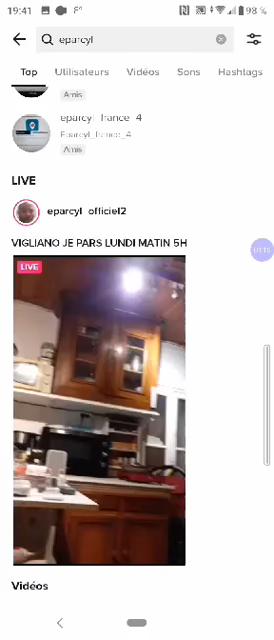 19:41
8°
98 %
eparcyl
Top Utilisateurs Vidéos Sons Hashtags
Amis
eparcyl_france_4
Eparcyl_france_4
Amis
LIVE
eparcyl_officiel2
VIGLIANO JE PARS LUNDI MATIN 5H
LIVE
Vidéos